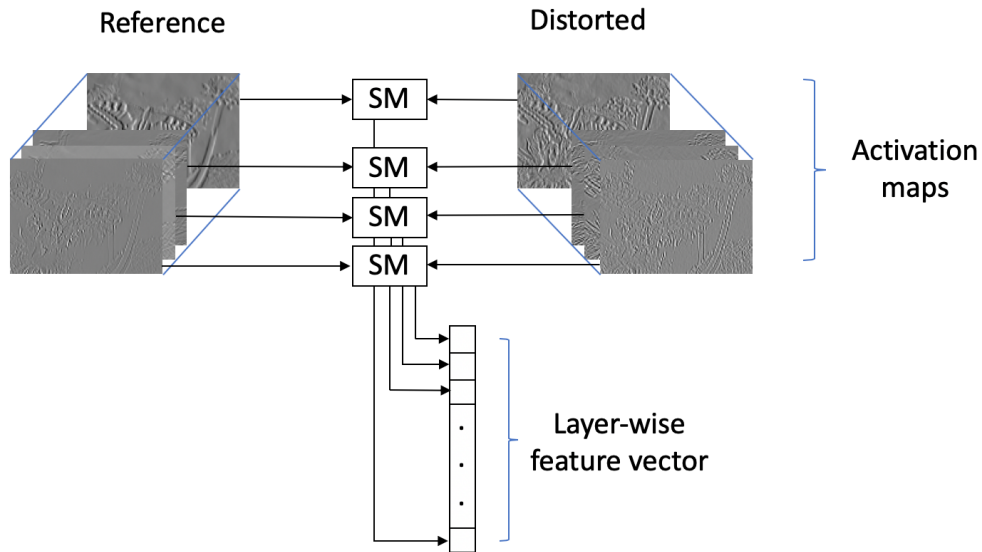 Reference
Distorted
SM
SM
SM
SM
Activation
maps
Layer-wise
feature vector